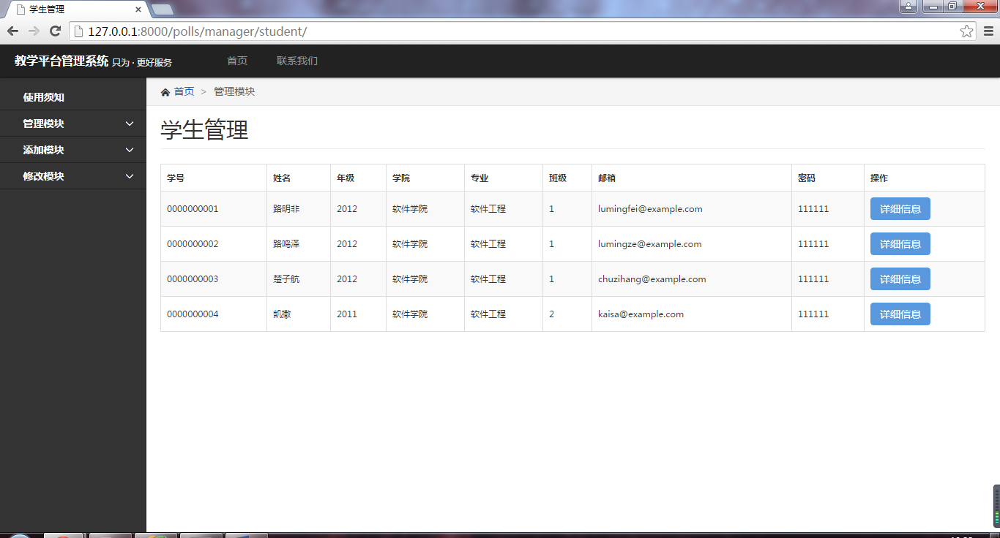 学生管理
127.0.0.1:8000/polls/manager/student/
教学平台管理系统 只为 · 更好服务 首页 联系我们
使用须知
管理模块
添加模块
修改模块
首页 > 管理模块
学生管理
学号 姓名 年级 学院 专业 班级 邮箱 密码 操作
0000000001 路明非 2012 软件学院 软件工程 1 lumingfei@example.com 111111 详细信息
0000000002 路鸣泽 2012 软件学院 软件工程 1 lumingze@example.com 111111 详细信息
0000000003 楚子航 2012 软件学院 软件工程 1 chuzihang@example.com 111111 详细信息
0000000004 凯撒 2011 软件学院 软件工程 2 kaisa@example.com 111111 详细信息